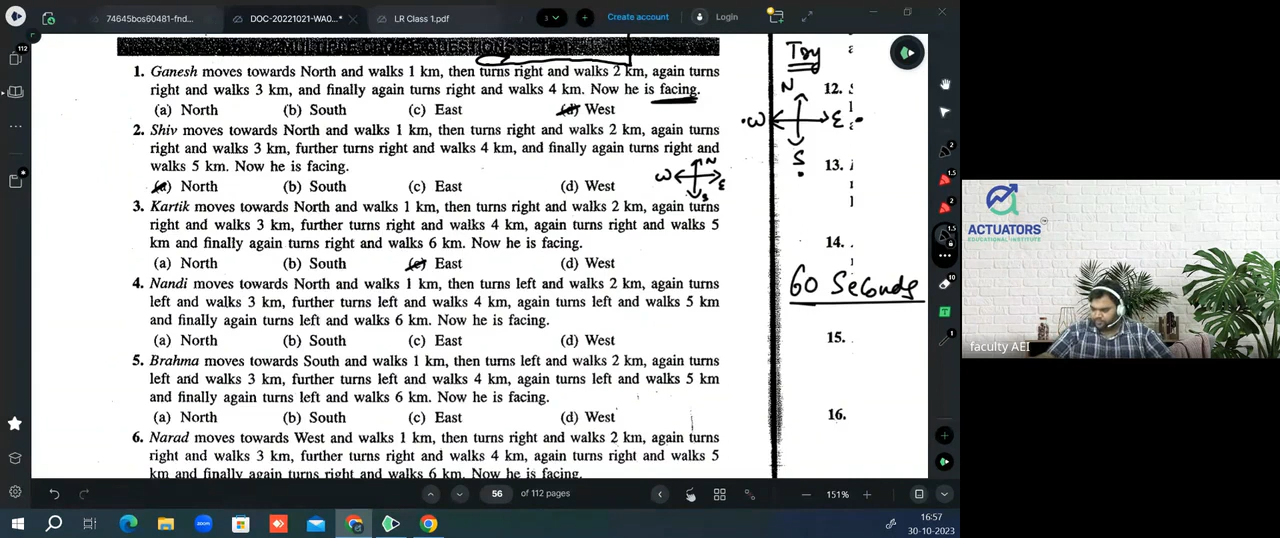 74645bos60481-fnd...
DOC-20221021-WA0...*
LR Class 1.pdf
3
Create account
Login
112
MULTIPLE CHOICE QUESTIONS SET
1. Ganesh moves towards North and walks 1 km, then turns right and walks 2 km, again turns
right and walks 3 km, and finally again turns right and walks 4 km. Now he is facing.
(a) North (b) South (c) East (d) West
2. Shiv moves towards North and walks 1 km, then turns right and walks 2 km, again turns
right and walks 3 km, further turns right and walks 4 km, and finally again turns right and
walks 5 km. Now he is facing.
N
W
E
S
(a) North (b) South (c) East (d) West
3. Kartik moves towards North and walks 1 km, then turns right and walks 2 km, again turns
right and walks 3 km, further turns right and walks 4 km, again turns right and walks 5
km and finally again turns right and walks 6 km. Now he is facing.
(a) North (b) South (c) East (d) West
4. Nandi moves towards North and walks 1 km, then turns left and walks 2 km, again turns
left and walks 3 km, further turns left and walks 4 km, again turns left and walks 5 km
and finally again turns left and walks 6 km. Now he is facing.
(a) North (b) South (c) East (d) West
5. Brahma moves towards South and walks 1 km, then turns left and walks 2 km, again turns
left and walks 3 km, further turns left and walks 4 km, again turns left and walks 5 km
and finally again turns left and walks 6 km. Now he is facing.
(a) North (b) South (c) East (d) West
6. Narad moves towards West and walks 1 km, then turns right and walks 2 km, again turns
right and walks 3 km, further turns right and walks 4 km, again turns right and walks 5
km and finally again turns right and walks 6 km. Now he is facing.
Try
N
W
E
S
12.
13.
14.
60 Seconds
15.
16.
2
1.5
2
1.5
10
T
1
ACTUATORS
EDUCATIONAL INSTITUTE
faculty AEI
56 of 112 pages
151%
zoom
16:57
30-10-2023